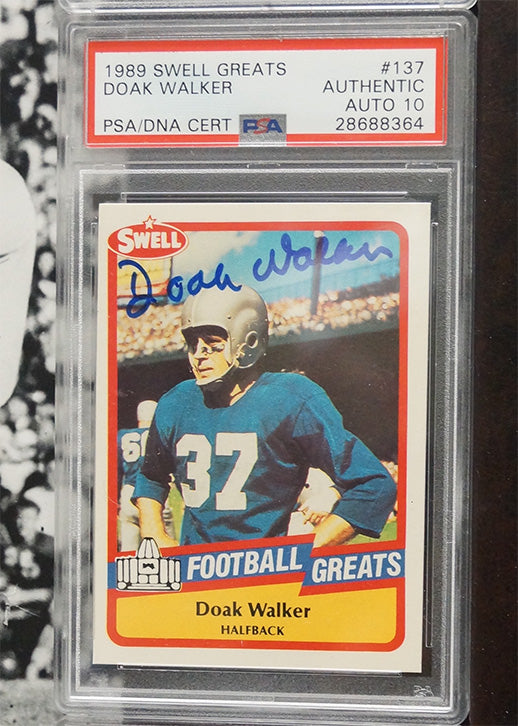 1989 SWELL GREATS #137
DOAK WALKER AUTHENTIC
AUTO 10
PSA/DNA CERT PSA 28688364
SWELL
Doak Walker
6
37
FOOTBALL GREATS
Doak Walker
HALFBACK